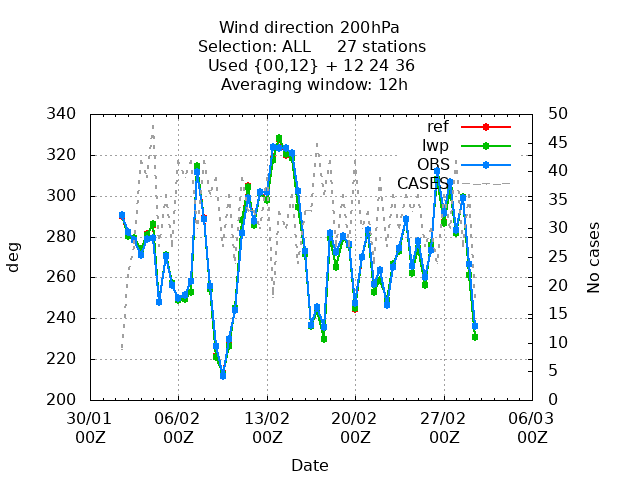 Wind direction 200hPa
Selection: ALL 27 stations
Used {00,12} + 12 24 36
Averaging window: 12h
340
320
300
280
260
240
220
200
deg
50
45
40
35
30
25
20
15
10
5
0
No cases
ref
lwp
OBS
CASES
30/01 06/02 13/02 20/02 27/02 06/03
00Z 00Z 00Z 00Z 00Z 00Z
Date